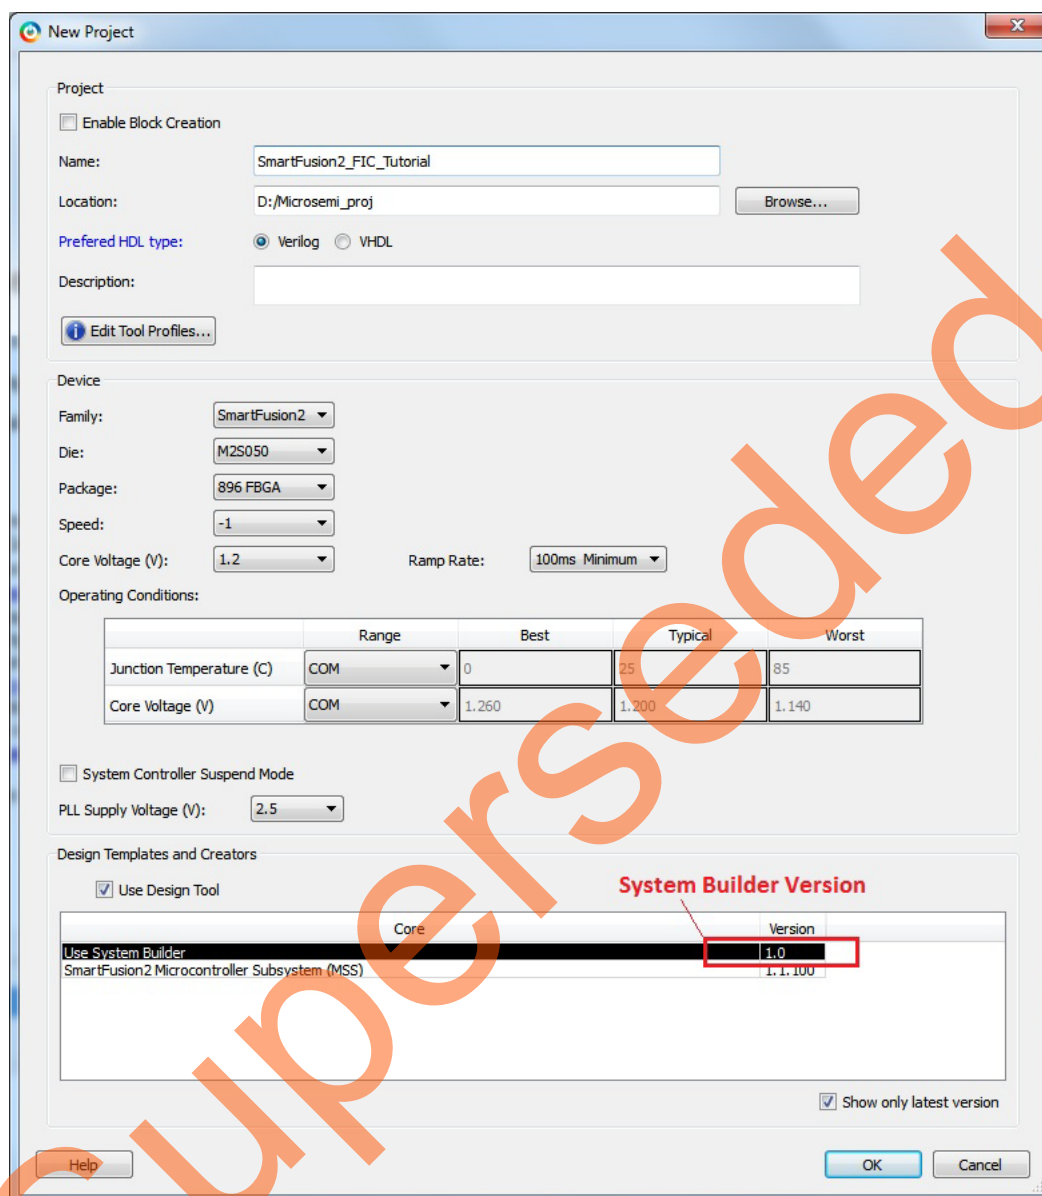 New Project
Project
Enable Block Creation
Name: SmartFusion2_FIC_Tutorial
Location: D:/Microsemi_proj Browse...
Prefered HDL type: Verilog VHDL
Description:
Edit Tool Profiles...
Device
Family: SmartFusion2
Die: M2S050
Package: 896 FBGA
Speed: -1
Core Voltage (V): 1.2 Ramp Rate: 100ms Minimum
Operating Conditions:
Range Best Typical Worst
Junction Temperature (C) COM 0 25 85
Core Voltage (V) COM 1.260 1.200 1.140
System Controller Suspend Mode
PLL Supply Voltage (V): 2.5
Design Templates and Creators
Use Design Tool
System Builder Version
Core Version
Use System Builder 1.0
SmartFusion2 Microcontroller Subsystem (MSS) 1.1.100
Show only latest version
Help OK Cancel
Superseded